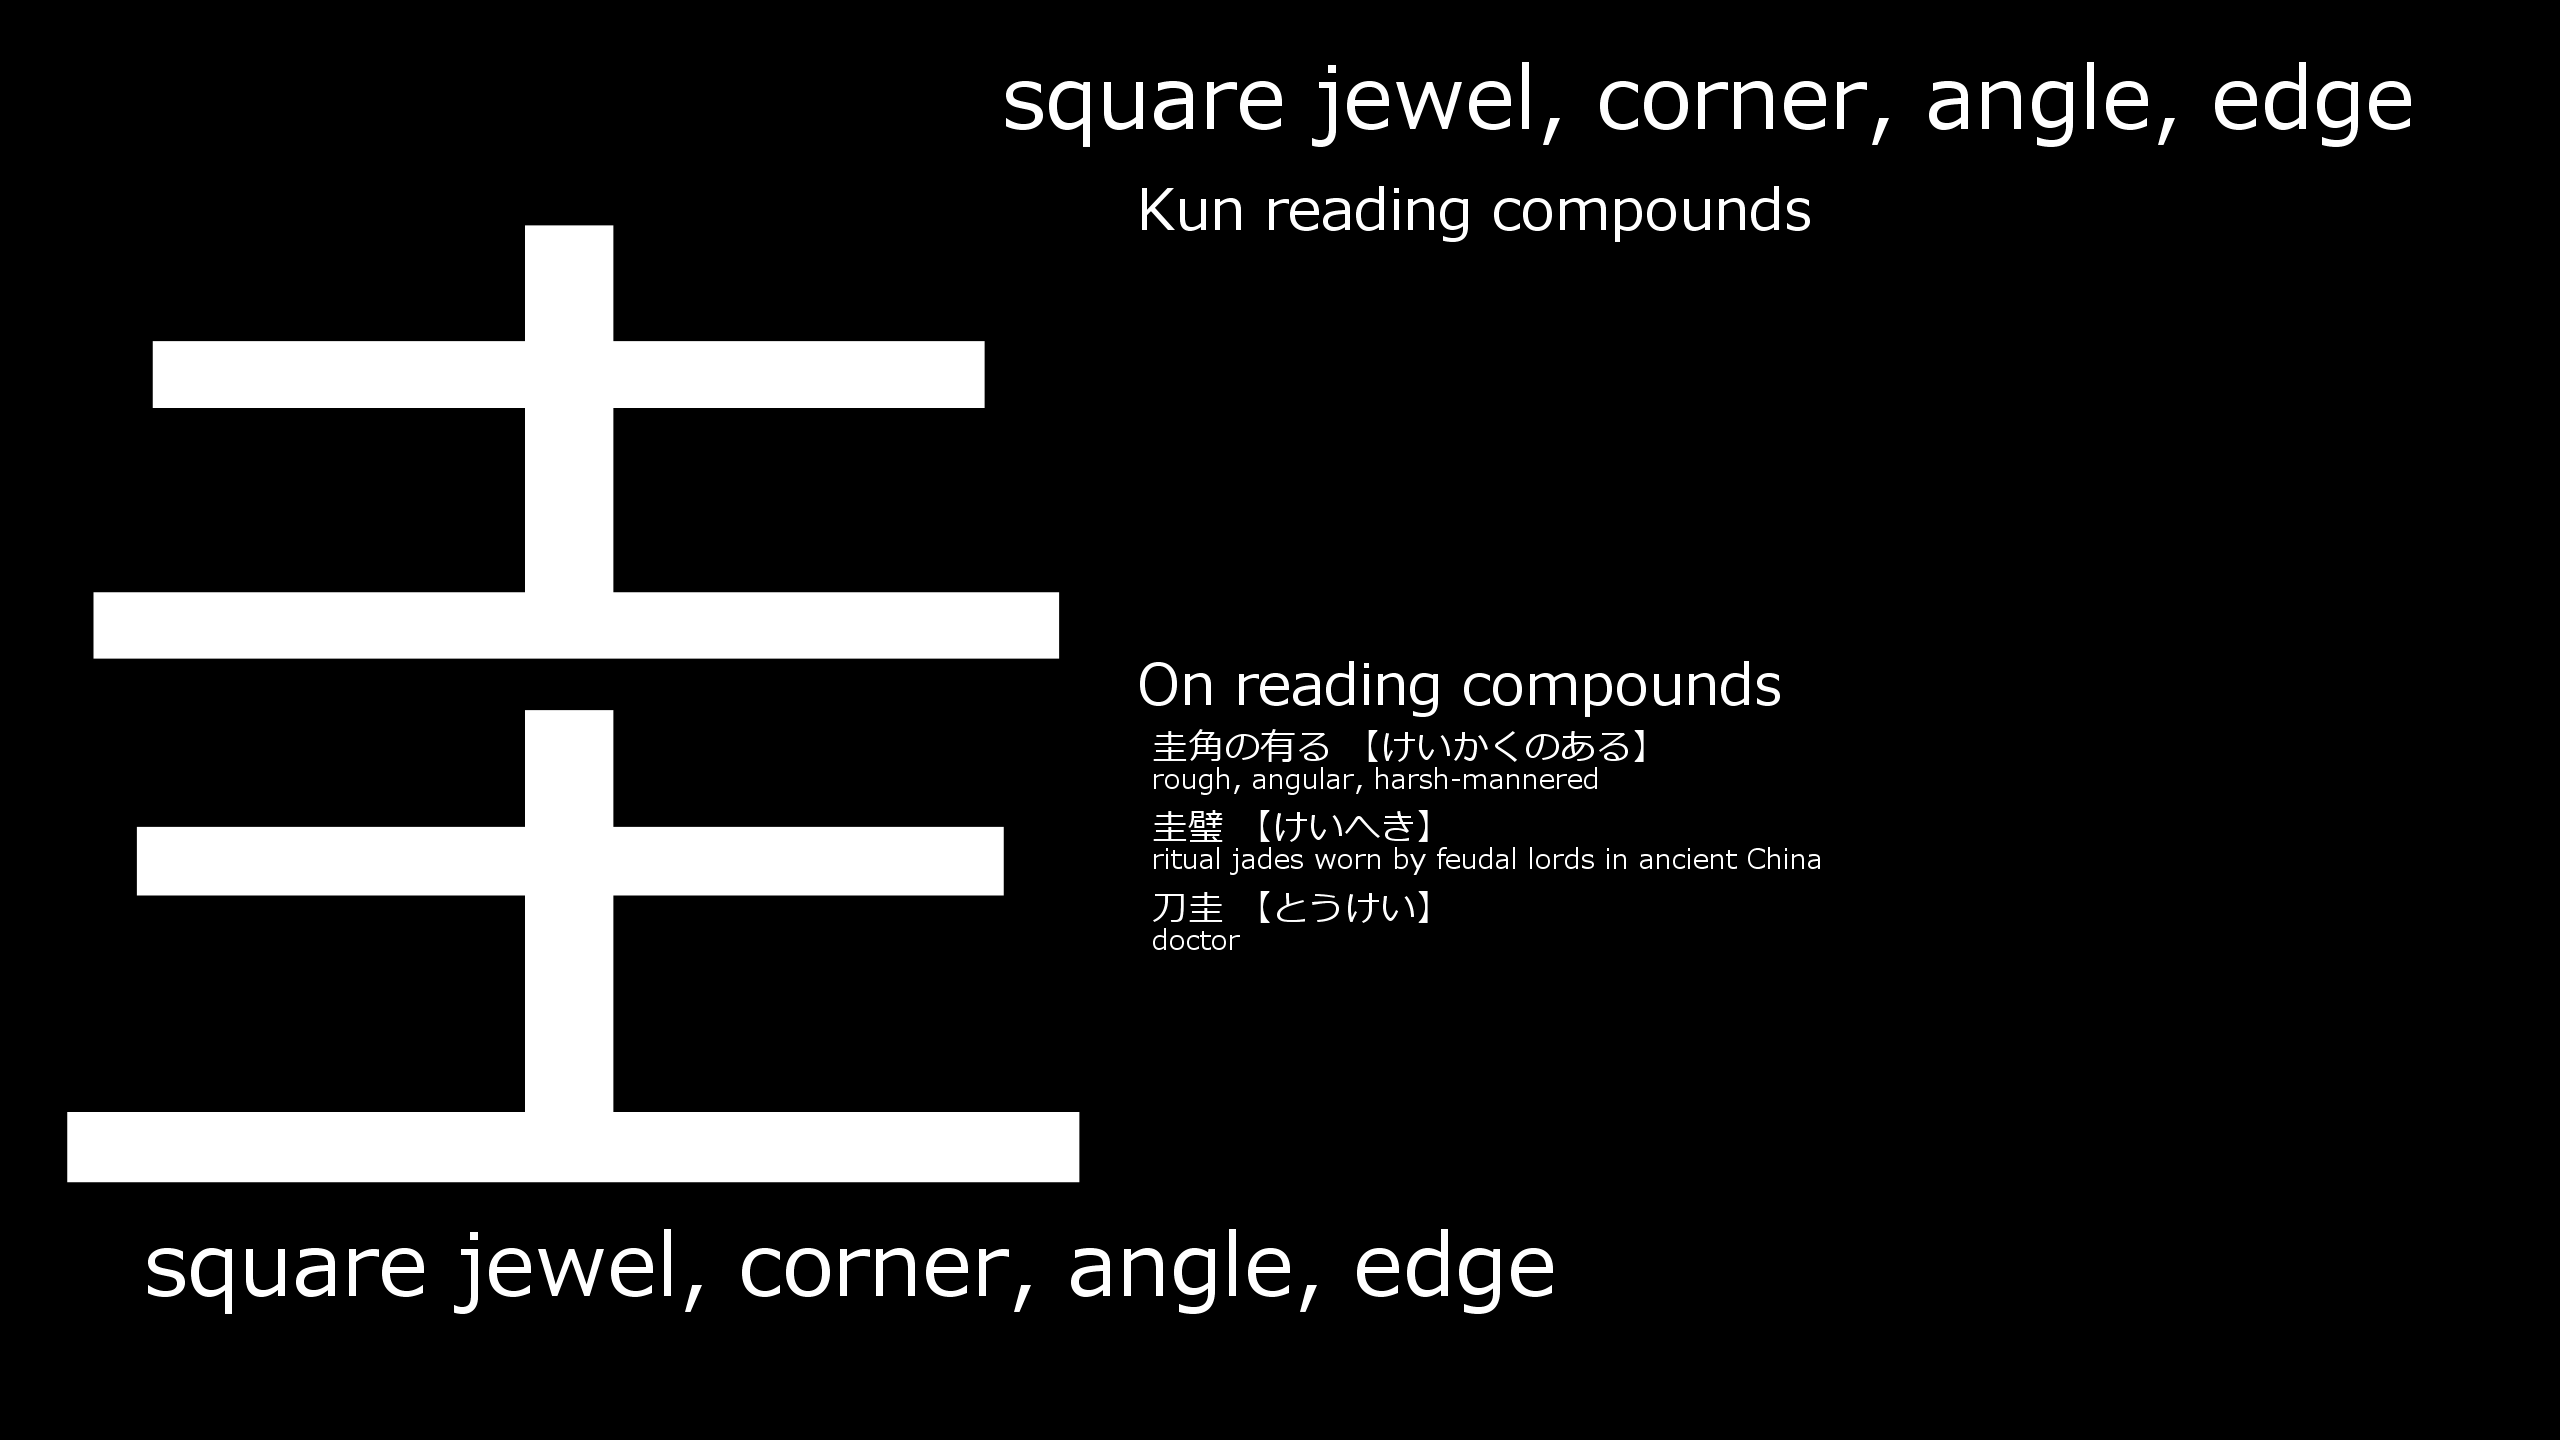 圭
square jewel, corner, angle, edge
Kun reading compounds
On reading compounds
圭角の有る 【けいかくのある】
rough, angular, harsh-mannered
圭璧 【けいへき】
ritual jades worn by feudal lords in ancient China
刀圭 【とうけい】
doctor
square jewel, corner, angle, edge